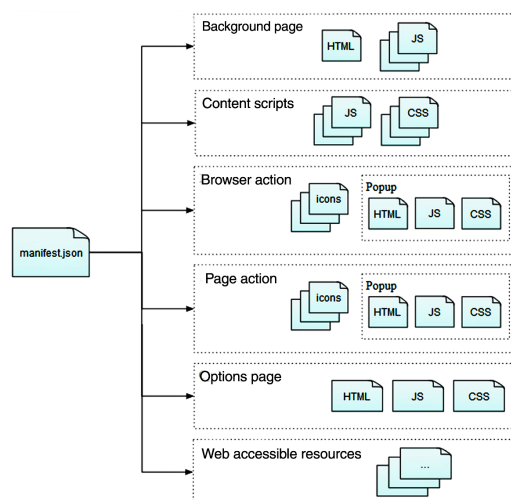 Background page
HTML
JS
Content scripts
JS
CSS
Browser action
icons
Popup
HTML
JS
CSS
manifest.json
Page action
icons
Popup
HTML
JS
CSS
Options page
HTML
JS
CSS
Web accessible resources
...